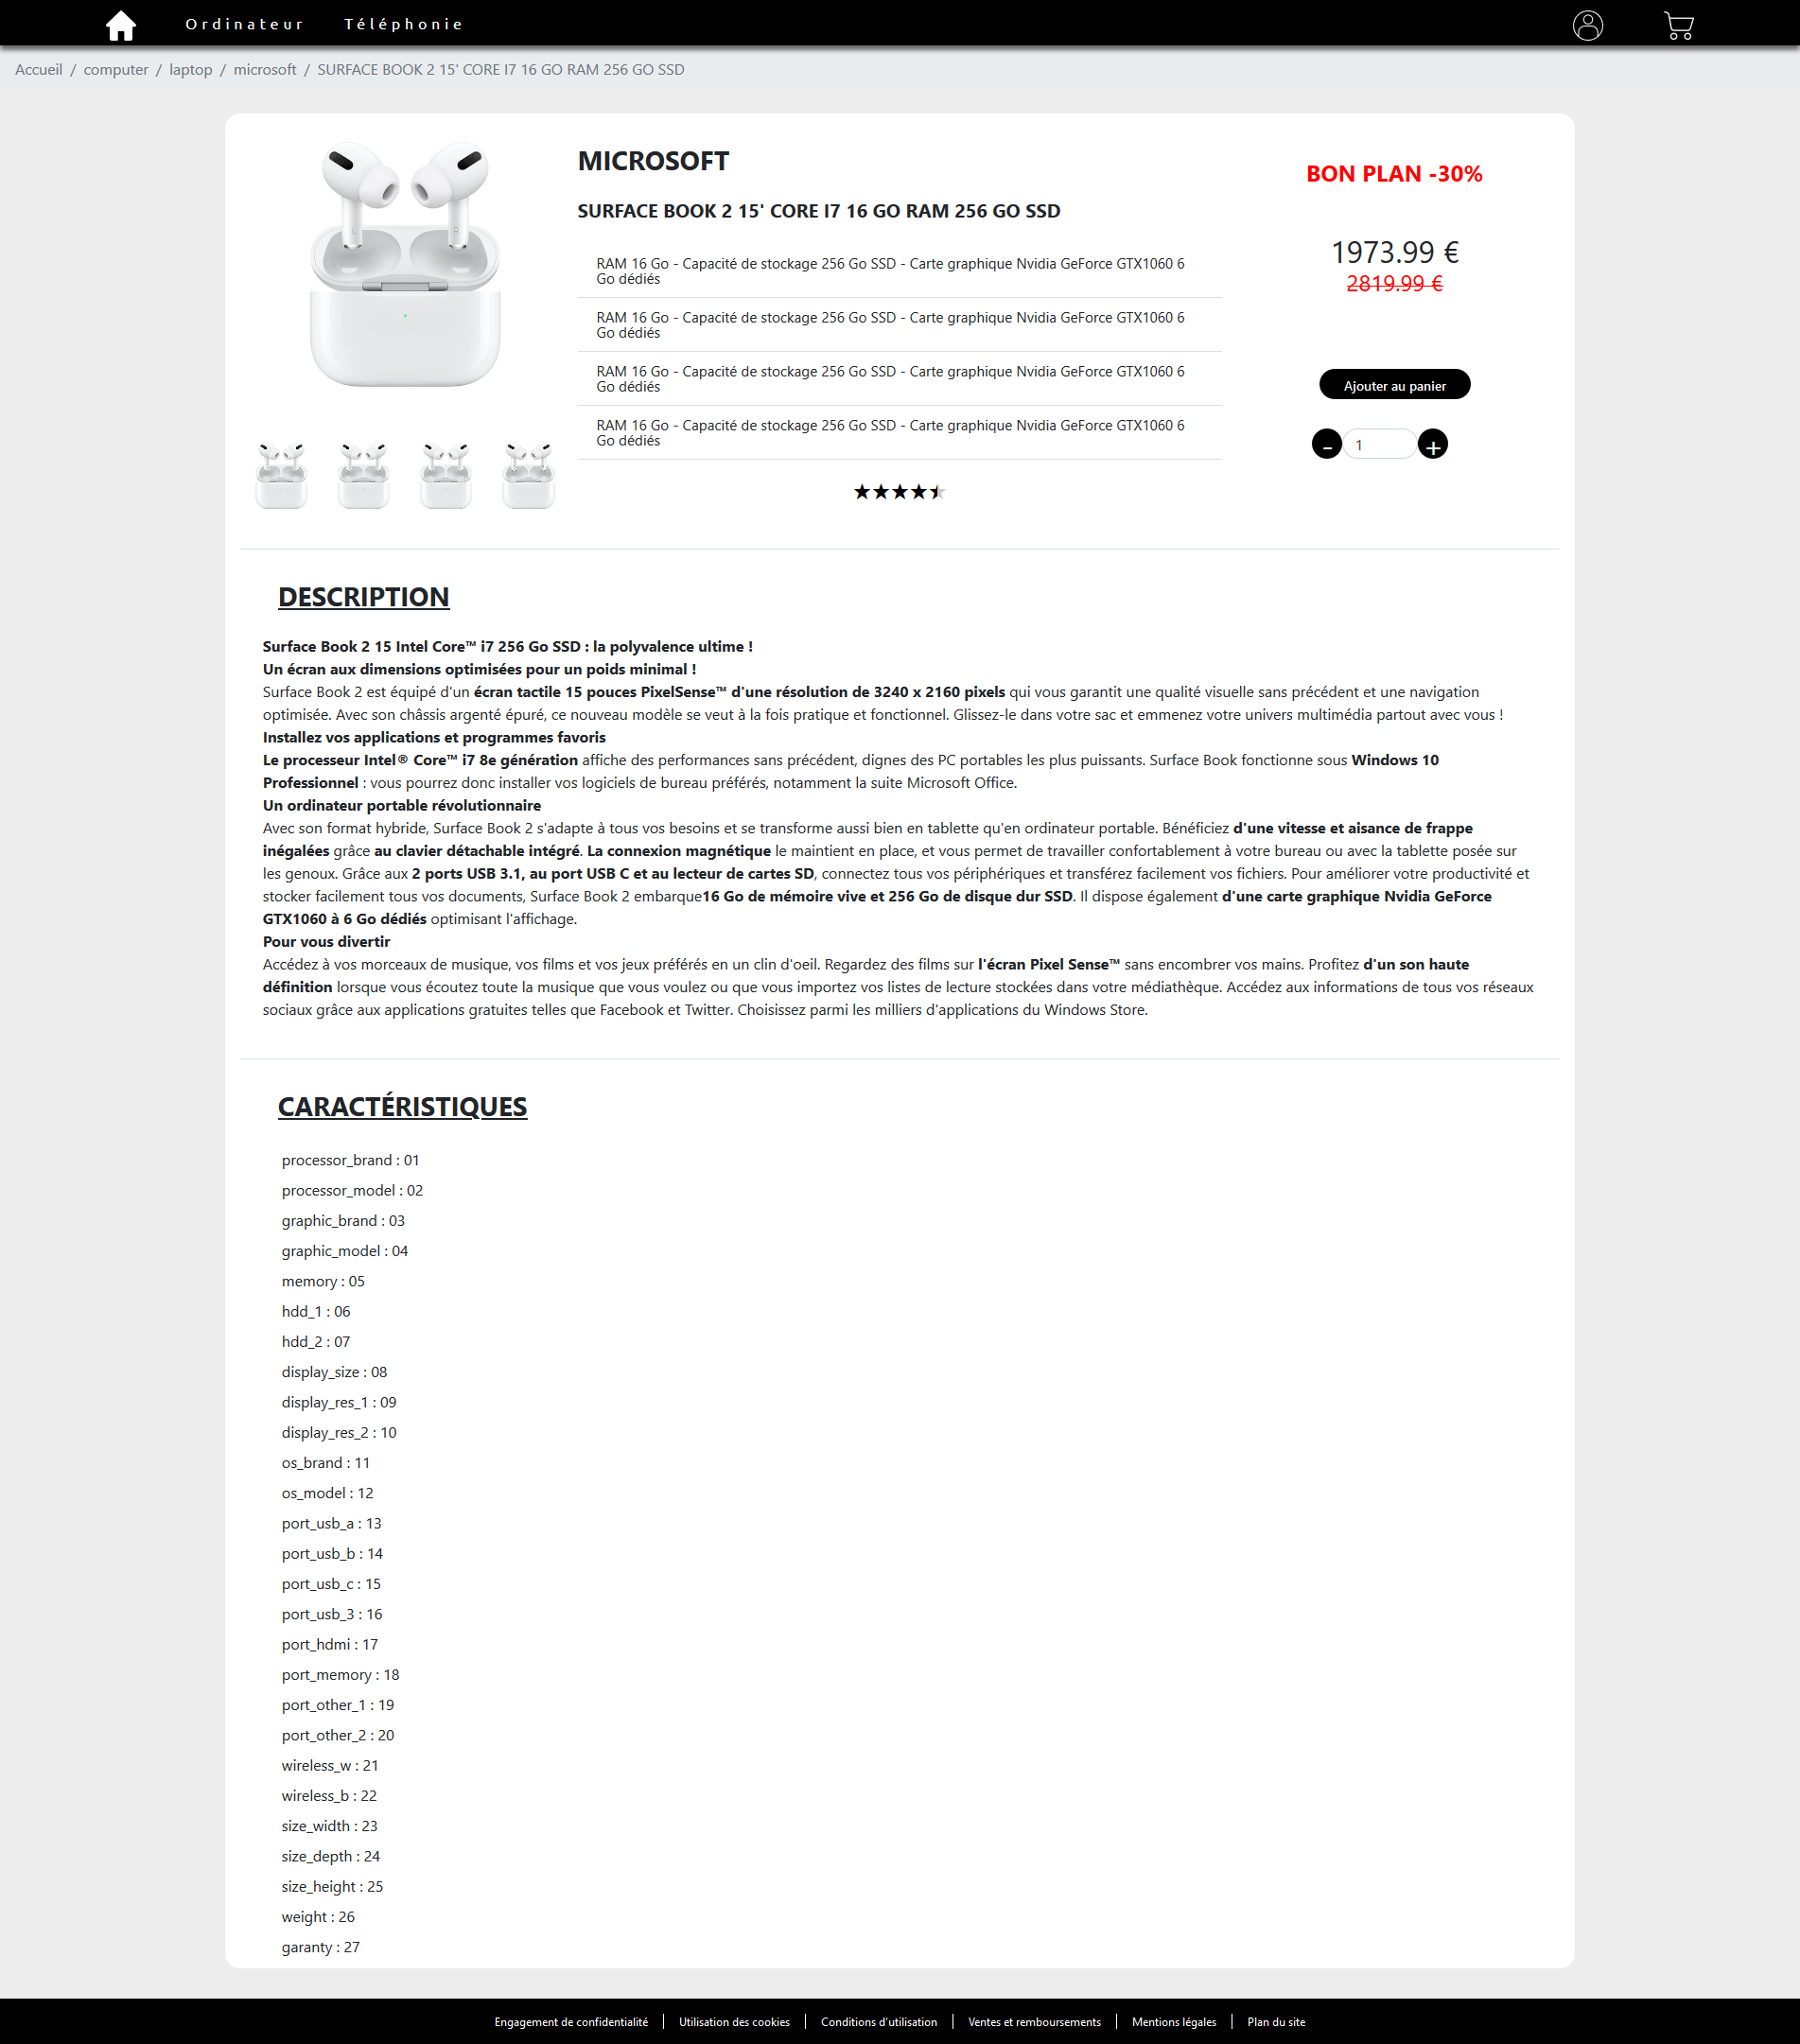 Ordinateur Téléphonie
Accueil / computer / laptop / microsoft / SURFACE BOOK 2 15' CORE I7 16 GO RAM 256 GO SSD
MICROSOFT
SURFACE BOOK 2 15' CORE I7 16 GO RAM 256 GO SSD
RAM 16 Go - Capacité de stockage 256 Go SSD - Carte graphique Nvidia GeForce GTX1060 6
Go dédiés
RAM 16 Go - Capacité de stockage 256 Go SSD - Carte graphique Nvidia GeForce GTX1060 6
Go dédiés
RAM 16 Go - Capacité de stockage 256 Go SSD - Carte graphique Nvidia GeForce GTX1060 6
Go dédiés
RAM 16 Go - Capacité de stockage 256 Go SSD - Carte graphique Nvidia GeForce GTX1060 6
Go dédiés
BON PLAN -30%
1973.99 €
2819.99 €
Ajouter au panier
- 1 +
DESCRIPTION
Surface Book 2 15 Intel Core™ i7 256 Go SSD : la polyvalence ultime !
Un écran aux dimensions optimisées pour un poids minimal !
Surface Book 2 est équipé d'un écran tactile 15 pouces PixelSense™ d'une résolution de 3240 x 2160 pixels qui vous garantit une qualité visuelle sans précédent et une navigation
optimisée. Avec son châssis argenté épuré, ce nouveau modèle se veut à la fois pratique et fonctionnel. Glissez-le dans votre sac et emmenez votre univers multimédia partout avec vous !
Installez vos applications et programmes favoris
Le processeur Intel® Core™ i7 8e génération affiche des performances sans précédent, dignes des PC portables les plus puissants. Surface Book fonctionne sous Windows 10
Professionnel : vous pourrez donc installer vos logiciels de bureau préférés, notamment la suite Microsoft Office.
Un ordinateur portable révolutionnaire
Avec son format hybride, Surface Book 2 s'adapte à tous vos besoins et se transforme aussi bien en tablette qu'en ordinateur portable. Bénéficiez d'une vitesse et aisance de frappe
inégalées grâce au clavier détachable intégré. La connexion magnétique le maintient en place, et vous permet de travailler confortablement à votre bureau ou avec la tablette posée sur
les genoux. Grâce aux 2 ports USB 3.1, au port USB C et au lecteur de cartes SD, connectez tous vos périphériques et transférez facilement vos fichiers. Pour améliorer votre productivité et
stocker facilement tous vos documents, Surface Book 2 embarque16 Go de mémoire vive et 256 Go de disque dur SSD. Il dispose également d'une carte graphique Nvidia GeForce
GTX1060 à 6 Go dédiés optimisant l'affichage.
Pour vous divertir
Accédez à vos morceaux de musique, vos films et vos jeux préférés en un clin d'oeil. Regardez des films sur l'écran Pixel Sense™ sans encombrer vos mains. Profitez d'un son haute
définition lorsque vous écoutez toute la musique que vous voulez ou que vous importez vos listes de lecture stockées dans votre médiathèque. Accédez aux informations de tous vos réseaux
sociaux grâce aux applications gratuites telles que Facebook et Twitter. Choisissez parmi les milliers d'applications du Windows Store.
CARACTÉRISTIQUES
processor_brand : 01
processor_model : 02
graphic_brand : 03
graphic_model : 04
memory : 05
hdd_1 : 06
hdd_2 : 07
display_size : 08
display_res_1 : 09
display_res_2 : 10
os_brand : 11
os_model : 12
port_usb_a : 13
port_usb_b : 14
port_usb_c : 15
port_usb_3 : 16
port_hdmi : 17
port_memory : 18
port_other_1 : 19
port_other_2 : 20
wireless_w : 21
wireless_b : 22
size_width : 23
size_depth : 24
size_height : 25
weight : 26
garanty : 27
Engagement de confidentialité | Utilisation des cookies | Conditions d'utilisation | Ventes et remboursements | Mentions légales | Plan du site